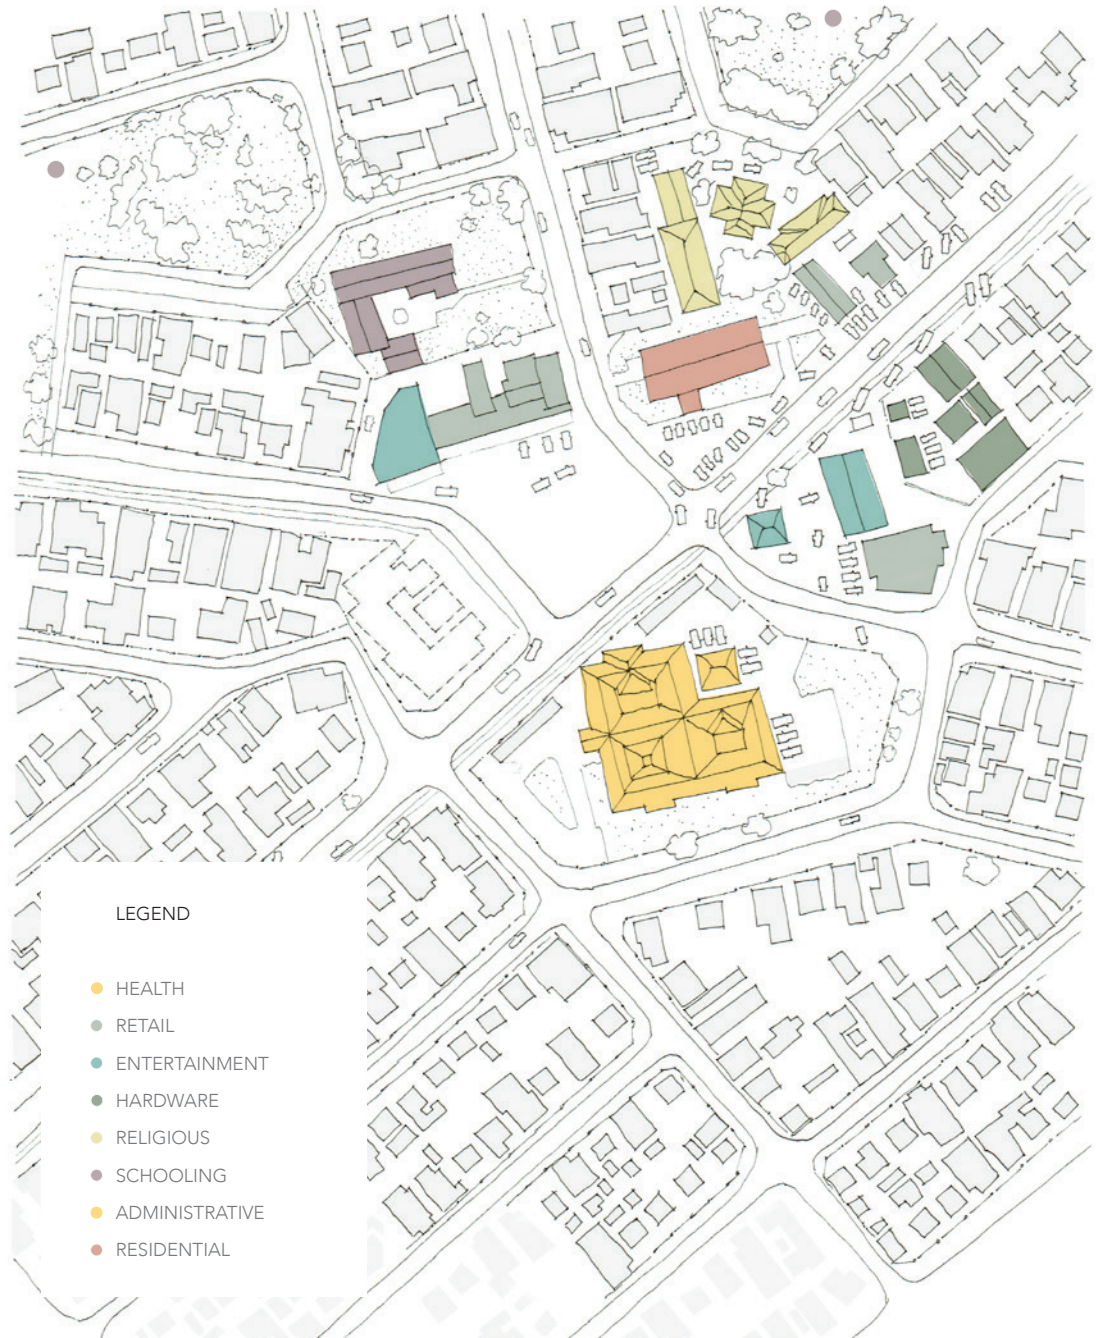 LEGEND
HEALTH
RETAIL
ENTERTAINMENT
HARDWARE
RELIGIOUS
SCHOOLING
ADMINISTRATIVE
RESIDENTIAL